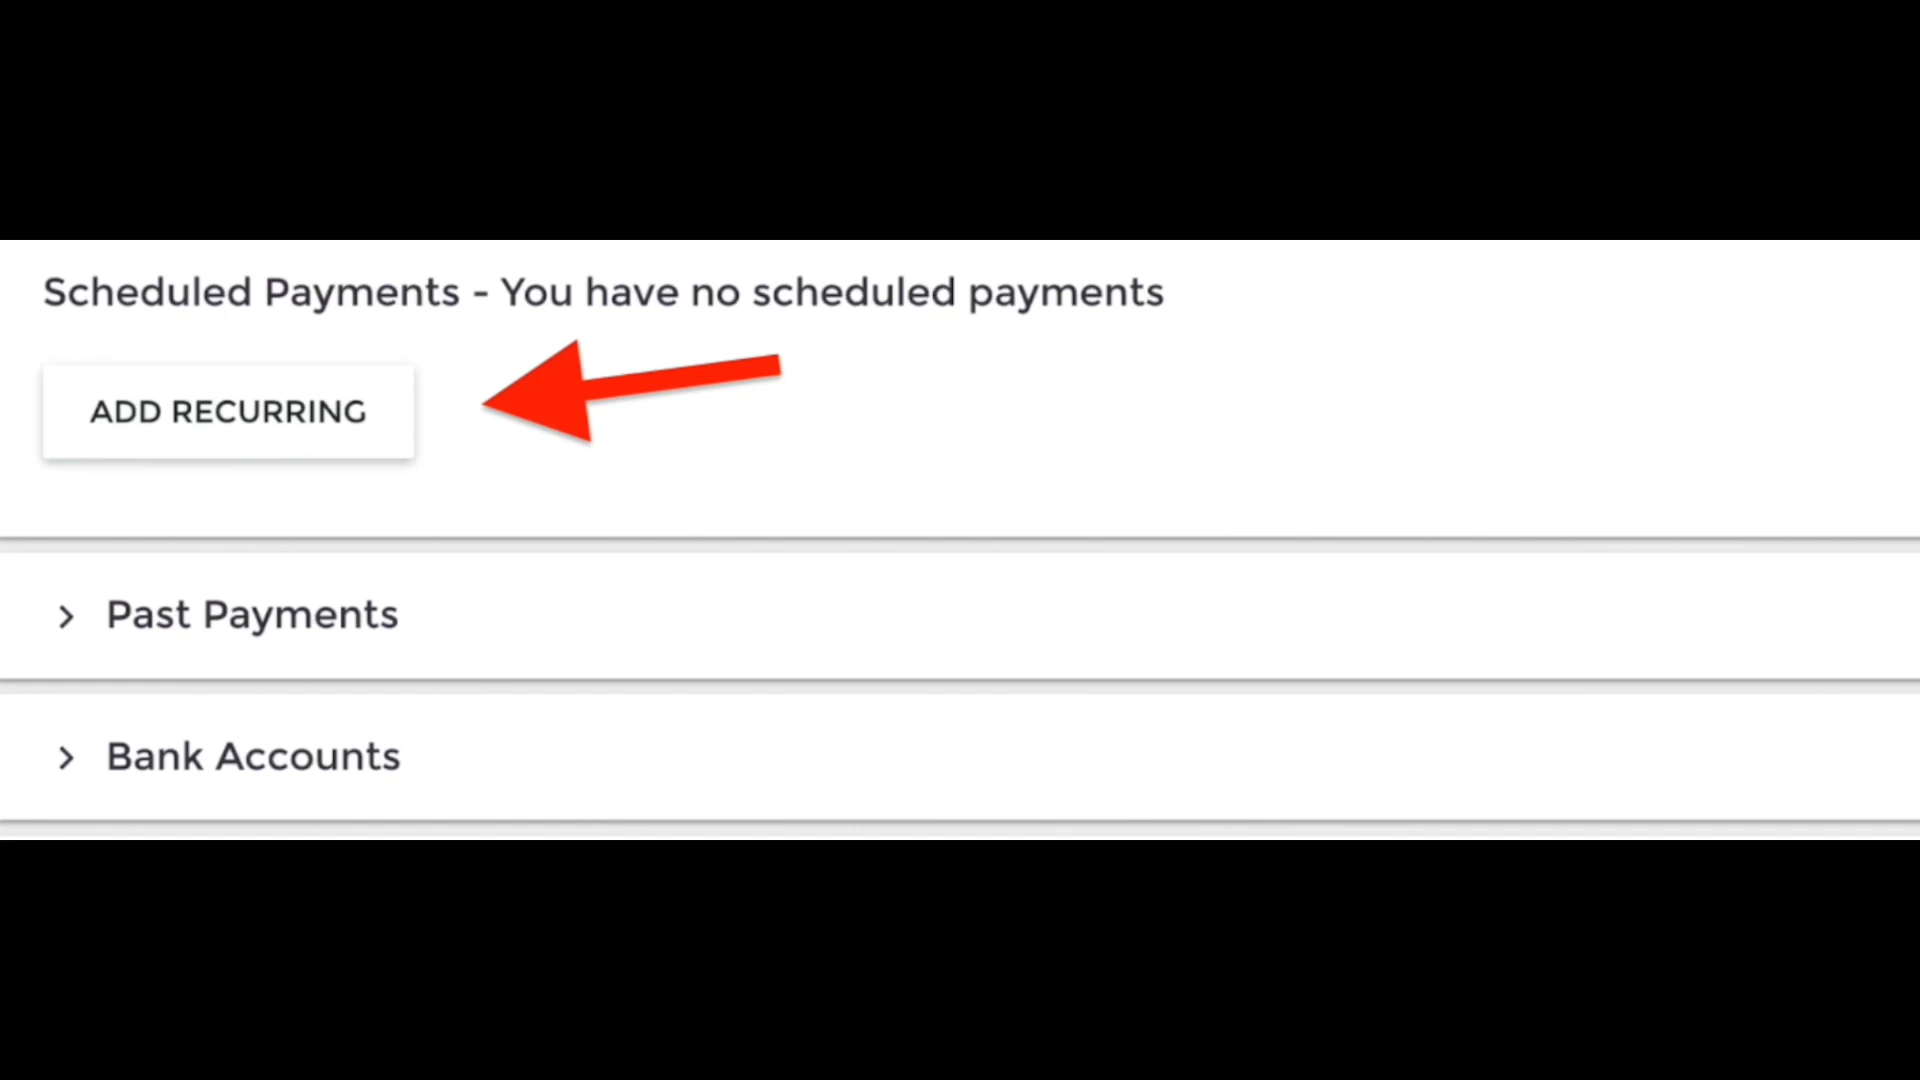 Scheduled Payments - You have no scheduled payments
ADD RECURRING
Past Payments
Bank Accounts